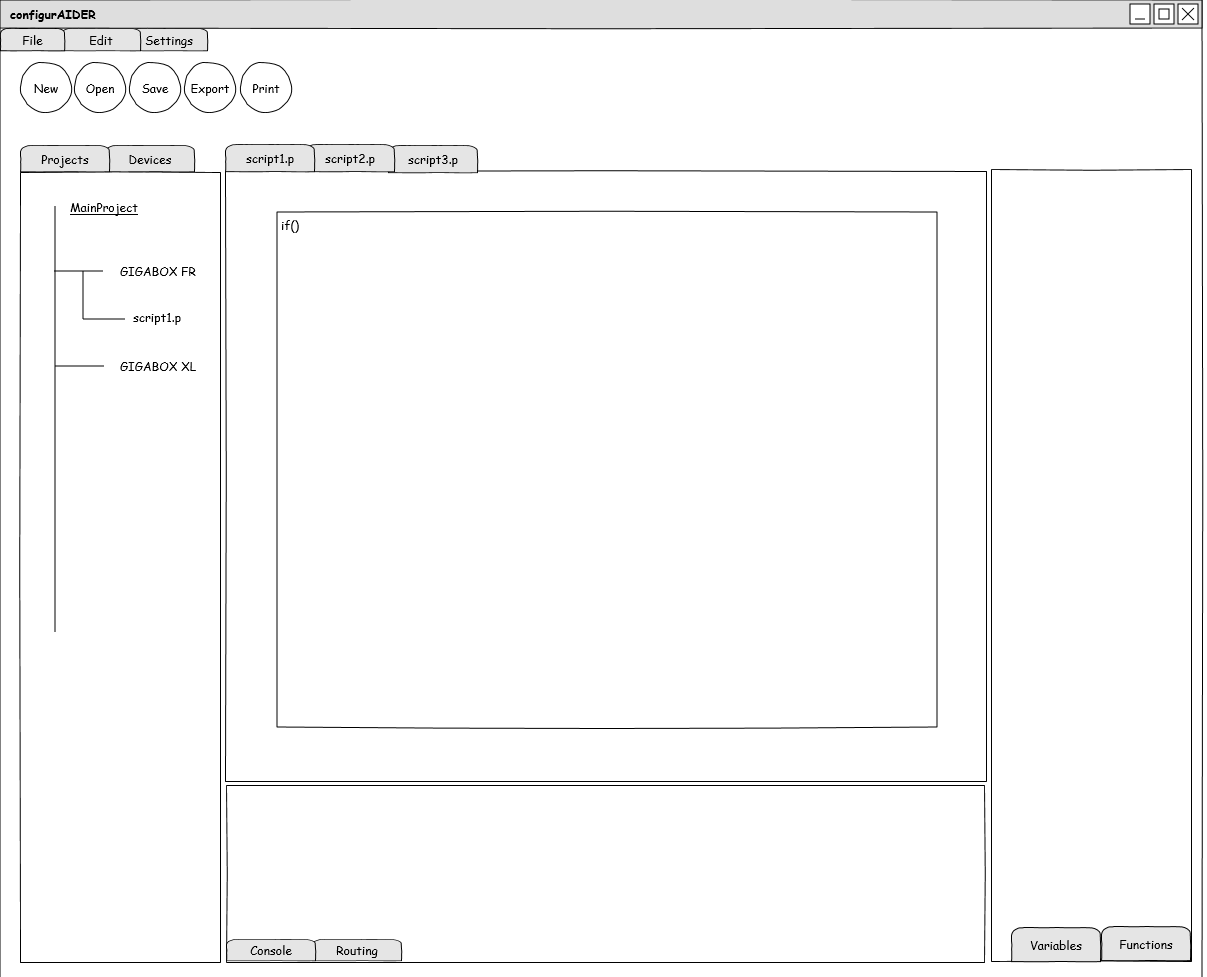 configurAIDER
File Edit Settings
New Open Save Export Print
Projects Devices script1.p script2.p script3.p
MainProject
if()
GIGABOX FR
script1.p
GIGABOX XL
Console Routing
Variables Functions